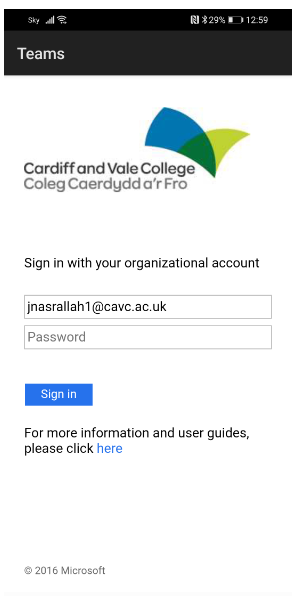 Sky 29% 12:59
Teams
Cardiff and Vale College
Coleg Caerdydd a'r Fro
Sign in with your organizational account
jnasrallah1@cavc.ac.uk
Password
Sign in
For more information and user guides,
please click here
© 2016 Microsoft